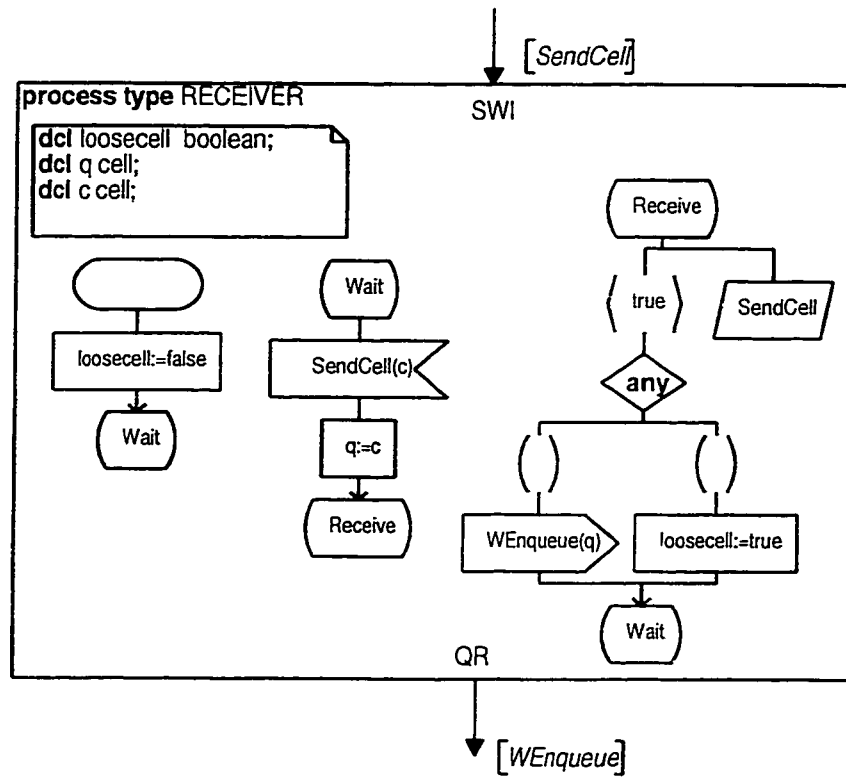 [SendCell]
process type RECEIVER
SWI
dcl loosecell boolean;
dcl q cell;
dcl c cell;
Receive
Wait
true
SendCell
loosecell:=false
SendCell(c)
any
Wait
q:=c
Receive
WEnqueue(q)
loosecell:=true
Wait
QR
[WEnqueue]